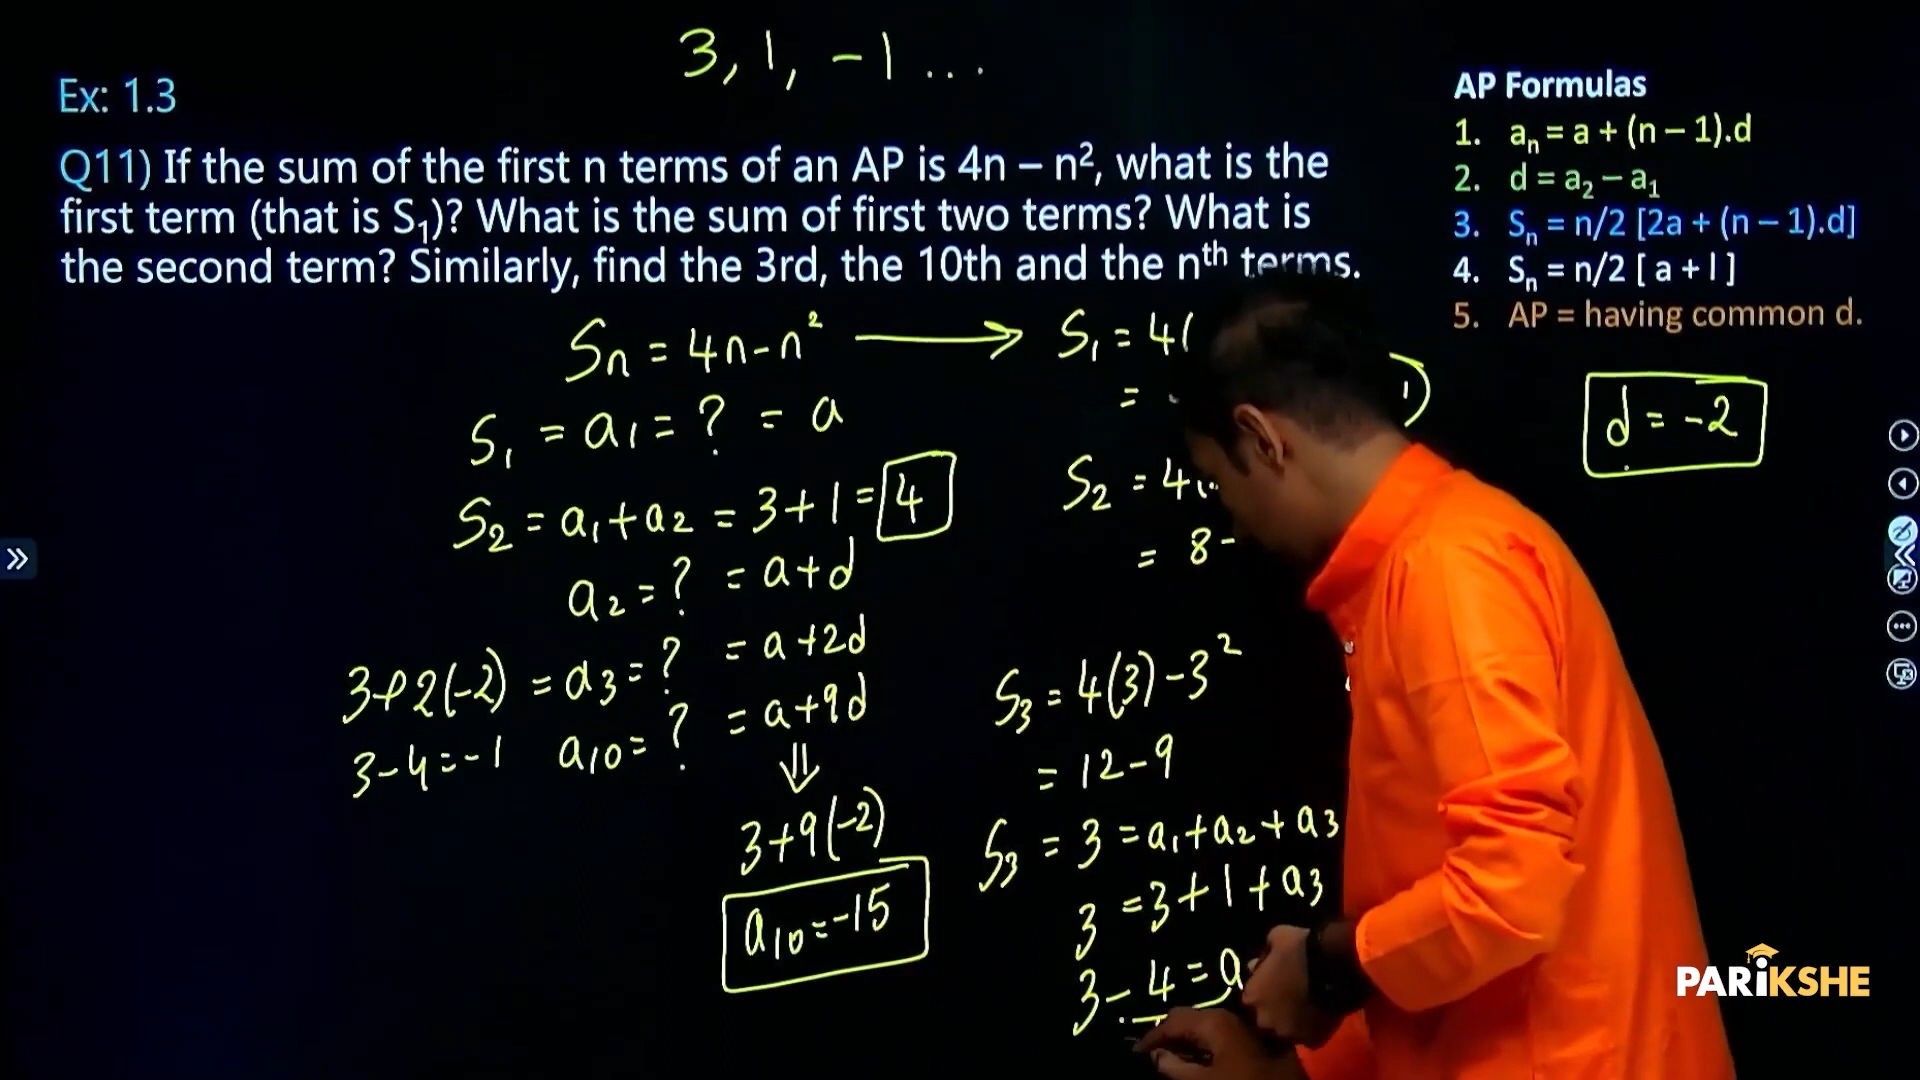 3, 1, -1 ...
Ex: 1.3
Q11) If the sum of the first n terms of an AP is 4n – n², what is the
first term (that is S₁)? What is the sum of first two terms? What is
the second term? Similarly, find the 3rd, the 10th and the nᵗʰ terms.
AP Formulas
1. aₙ = a + (n – 1).d
2. d = a₂ – a₁
3. Sₙ = n/2 [2a + (n – 1).d]
4. Sₙ = n/2 [ a + l ]
5. AP = having common d.
d = -2
Sn = 4n-n²
S₁ = a₁ = ? = a
S₂ = a₁+a₂ = 3+1 = 4
a₂ = ? = a+d
3+2(-2) = a₃ = ? = a+2d
3-4=-1 a₁₀ = ? = a+9d
⇓
3+9(-2)
a₁₀=-15
→ S₁ = 4(
=
S₂ = 4
= 8-
S₃ = 4(3)-3²
= 12-9
S₃ = 3 = a₁+a₂+a₃
3 = 3+1+a₃
3-4 = a
PARiKSHE